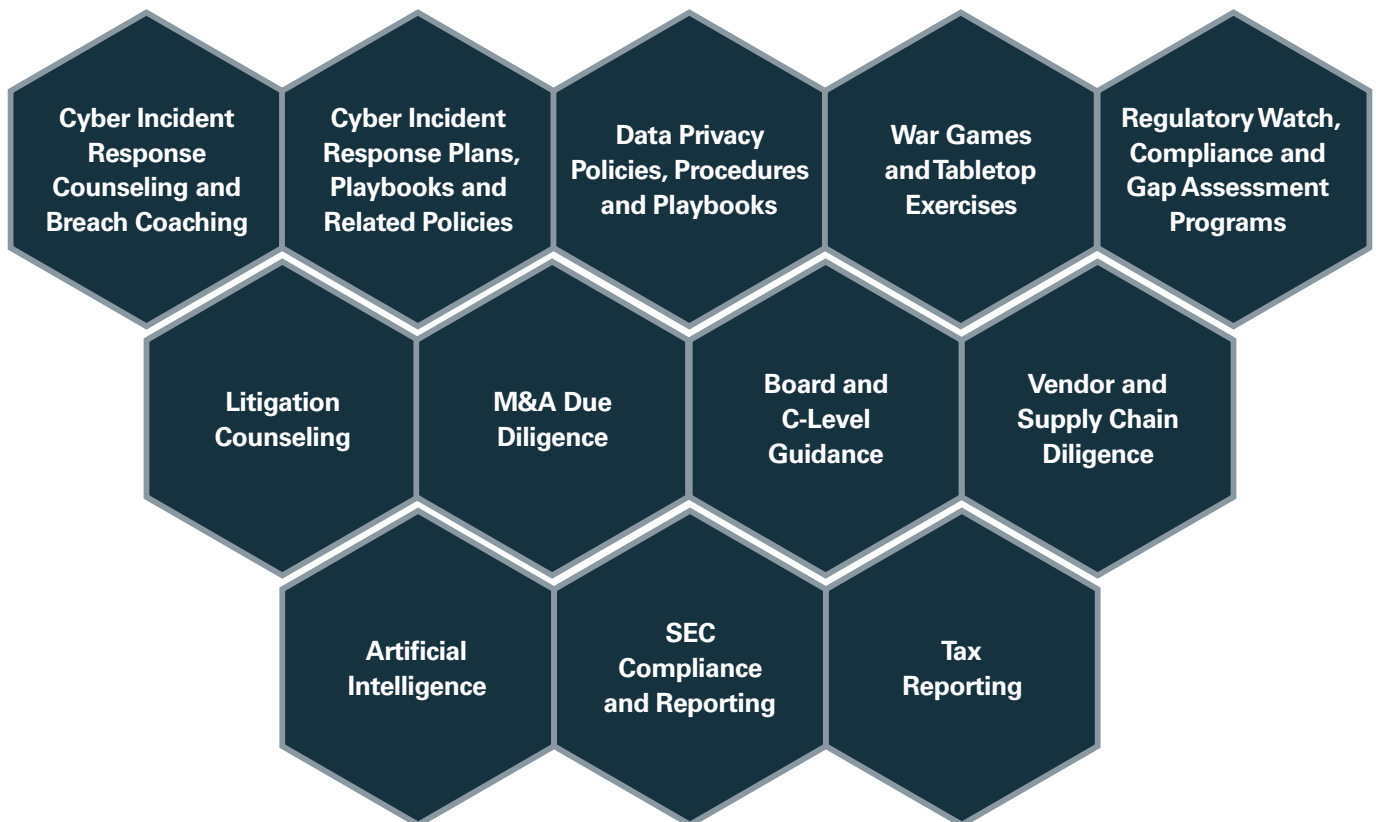 Cyber Incident
Response
Counseling and
Breach Coaching
Cyber Incident
Response Plans,
Playbooks and
Related Policies
Data Privacy
Policies, Procedures
and Playbooks
War Games
and Tabletop
Exercises
Regulatory Watch,
Compliance and
Gap Assessment
Programs
Litigation
Counseling
M&A Due
Diligence
Board and
C-Level
Guidance
Vendor and
Supply Chain
Diligence
Artificial
Intelligence
SEC
Compliance
and Reporting
Tax
Reporting